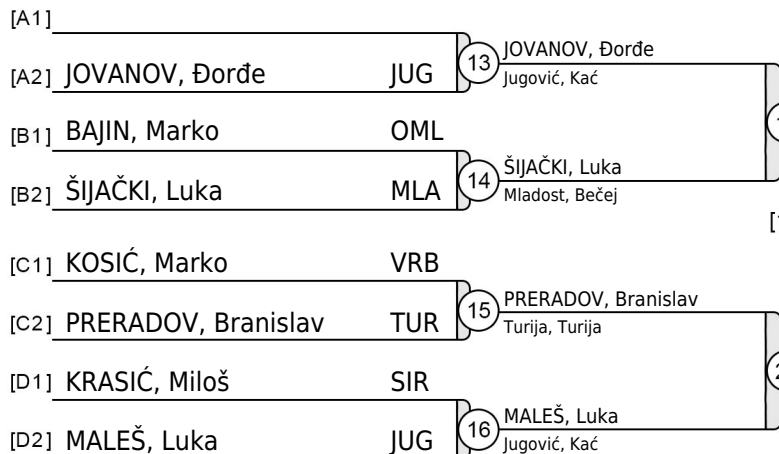 [A1]
[A2] JOVANOV, Đorđe JUG
13
JOVANOV, Đorđe
Jugović, Kać
[B1] BAJIN, Marko OML
[B2] ŠIJAČKI, Luka MLA
14
ŠIJAČKI, Luka
Mladost, Bečej
[C1] KOSIĆ, Marko VRB
[C2] PRERADOV, Branislav TUR
15
PRERADOV, Branislav
Turija, Turija
[D1] KRASIĆ, Miloš SIR
[D2] MALEŠ, Luka JUG
16
MALEŠ, Luka
Jugović, Kać